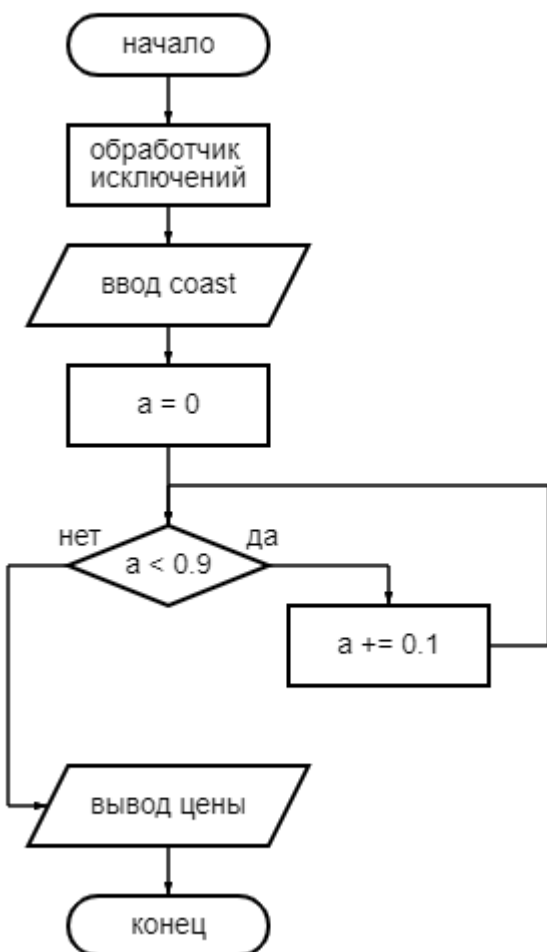 начало
обработчик
исключений
ввод coast
a = 0
нет
да
a < 0.9
a += 0.1
вывод цены
конец